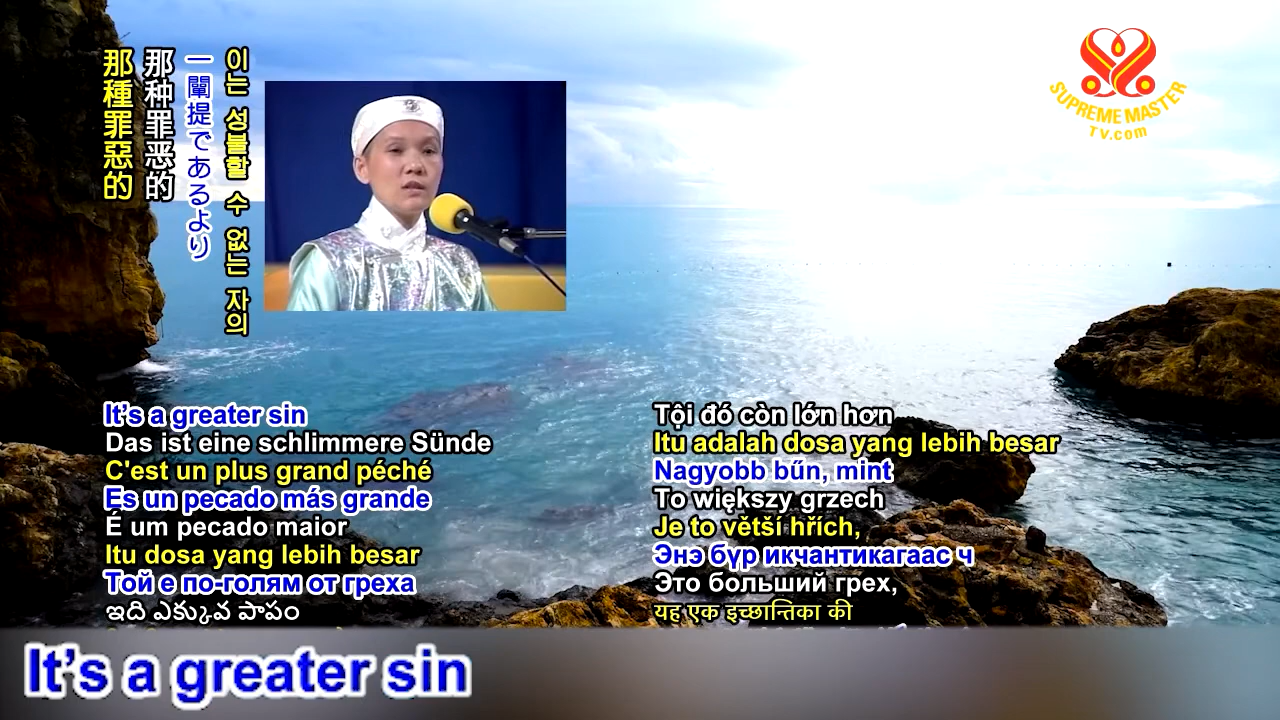 那種罪惡的
那种罪恶的
一闡提であるより
이는 성불할 수 없는 자의
SUPREME MASTER
TV.com
It's a greater sin
Das ist eine schlimmere Sünde
C'est un plus grand péché
Es un pecado más grande
É um pecado maior
Itu dosa yang lebih besar
Той е по-голям от греха
ఇది ఎక్కువ పాపం
Tội đó còn lớn hơn
Itu adalah dosa yang lebih besar
Nagyobb bűn, mint
To większy grzech
Je to větší hřích,
Энэ бүр икчантикагаас ч
Это больший грех,
यह एक इच्छान्तिका की
It's a greater sin